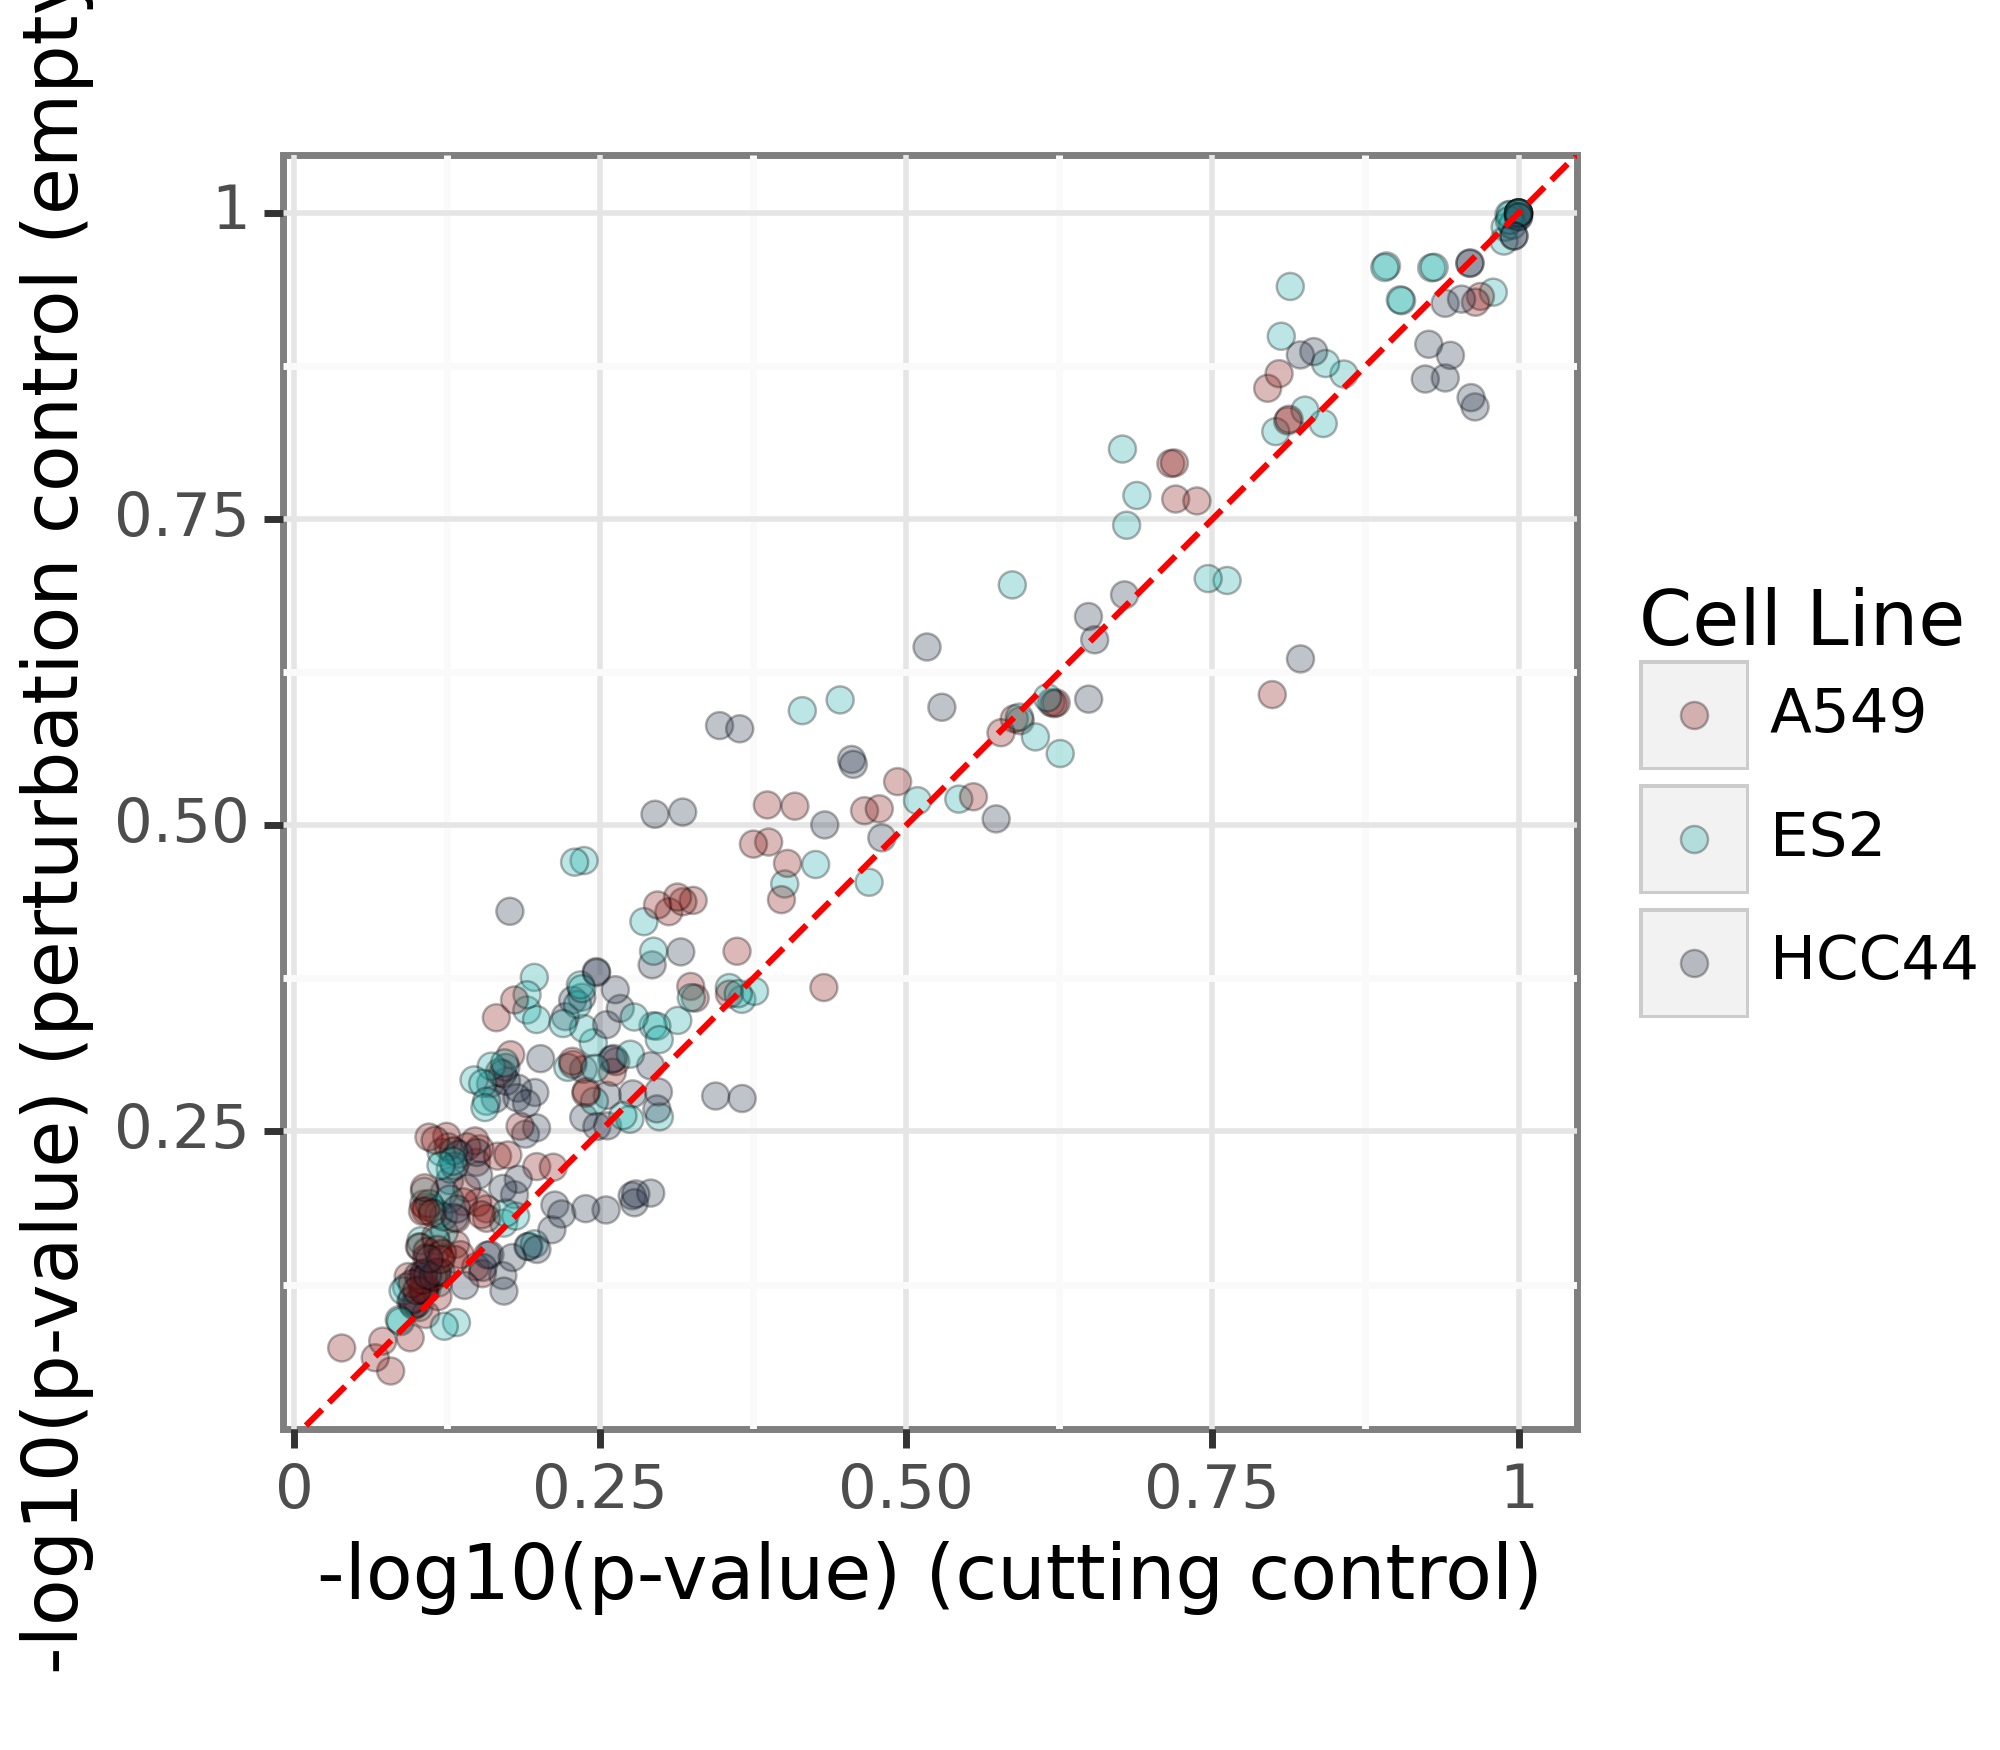 -log10(p-value) (perturbation control (empty
1
0.75
0.50
0.25
0
0.25
0.50
0.75
1
-log10(p-value) (cutting control)
Cell Line
A549
ES2
HCC44